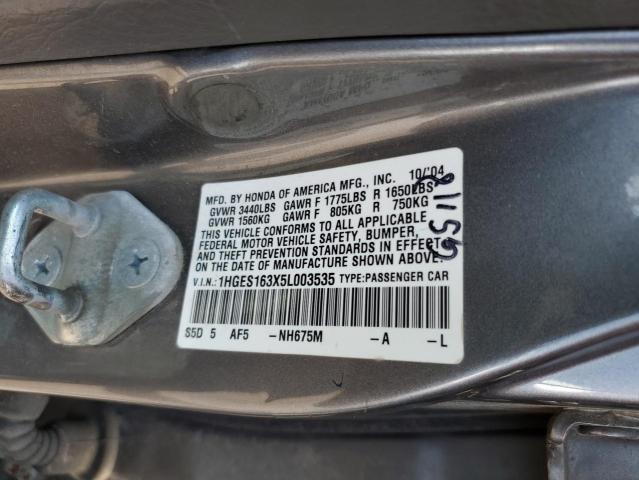 MFD. BY HONDA OF AMERICA MFG., INC. 10/'04
GVWR 3440LBS GAWR F 1775LBS R 1650LBS
GVWR 1560KG GAWR F 805KG R 750KG
THIS VEHICLE CONFORMS TO ALL APPLICABLE
FEDERAL MOTOR VEHICLE SAFETY, BUMPER,
AND THEFT PREVENTION STANDARDS IN EFFECT
ON THE DATE OF MANUFACTURE SHOWN ABOVE.
V.I.N.: 1HGES163X5L003535 TYPE:PASSENGER CAR
S5D 5 AF5 -NH675M -A -L